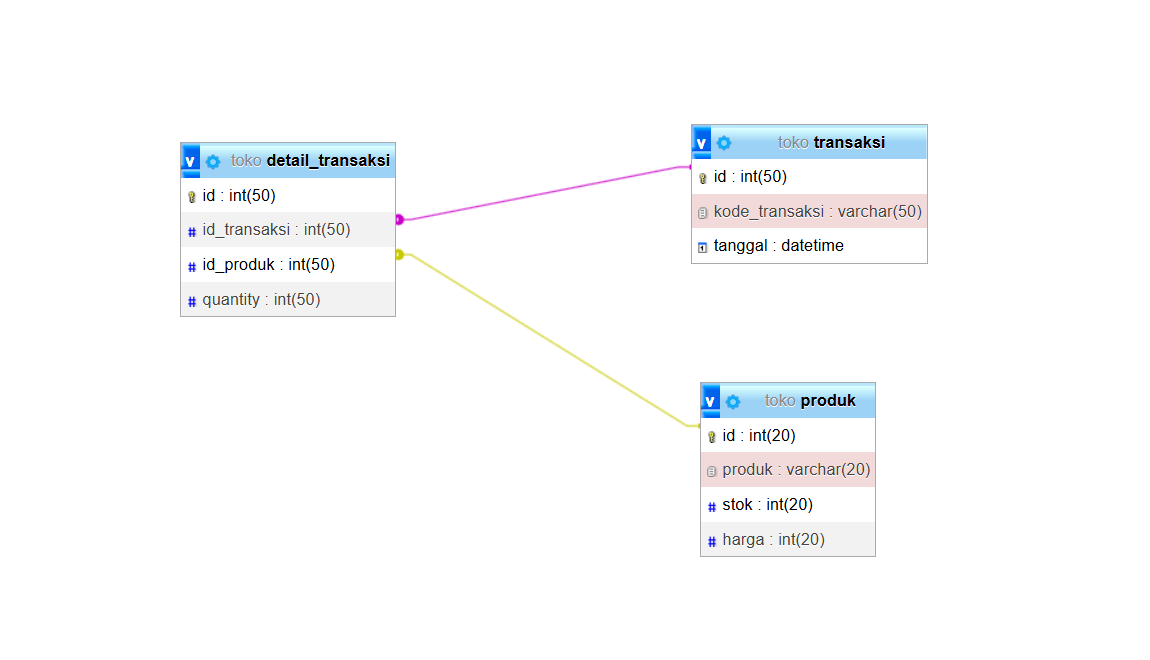 v toko detail_transaksi
id : int(50)
# id_transaksi : int(50)
# id_produk : int(50)
# quantity : int(50)
v toko transaksi
id : int(50)
kode_transaksi : varchar(50)
1 tanggal : datetime
v toko produk
id : int(20)
produk : varchar(20)
# stok : int(20)
# harga : int(20)